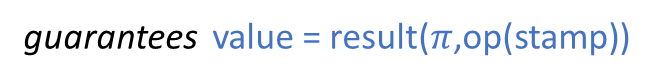 guarantees value = result(π,op(stamp))